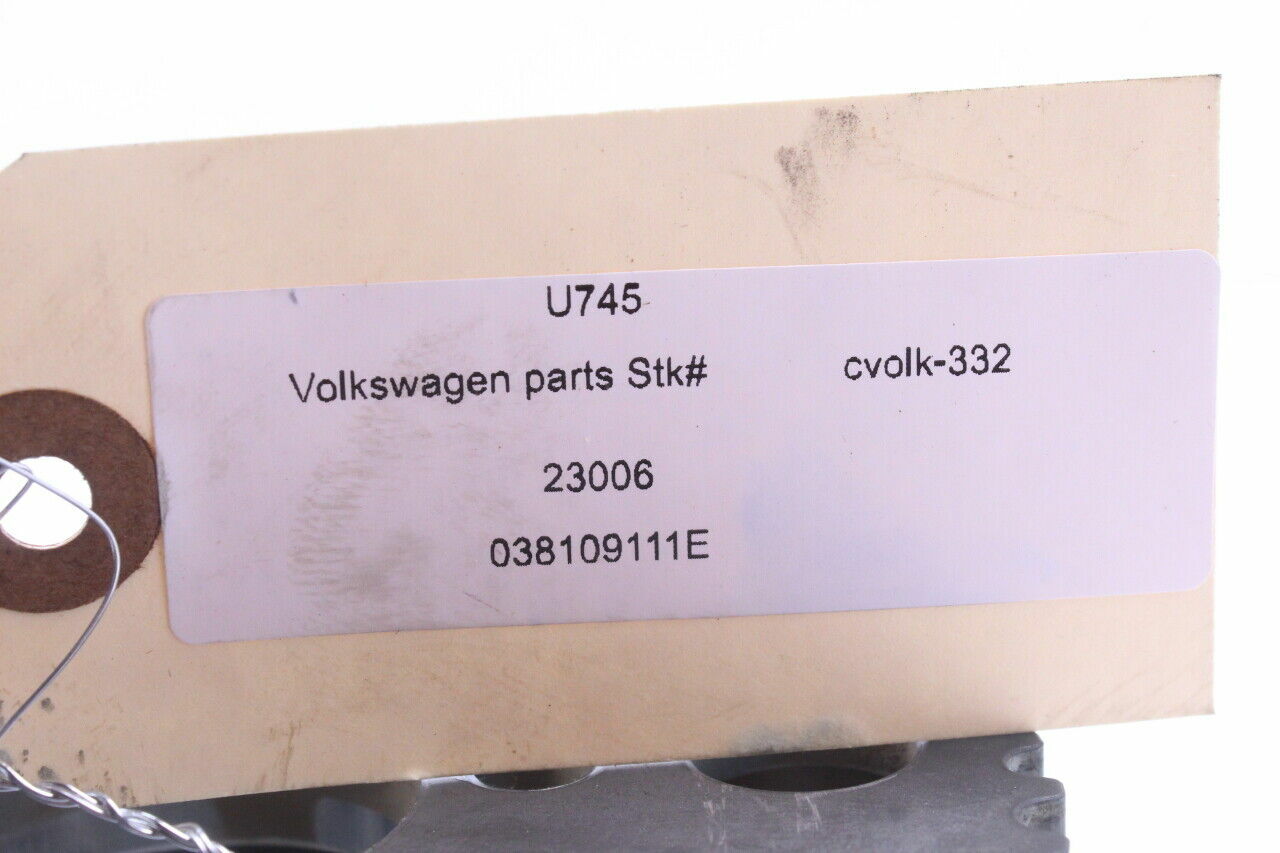 U745
Volkswagen parts Stk# cvolk-332
23006
038109111E